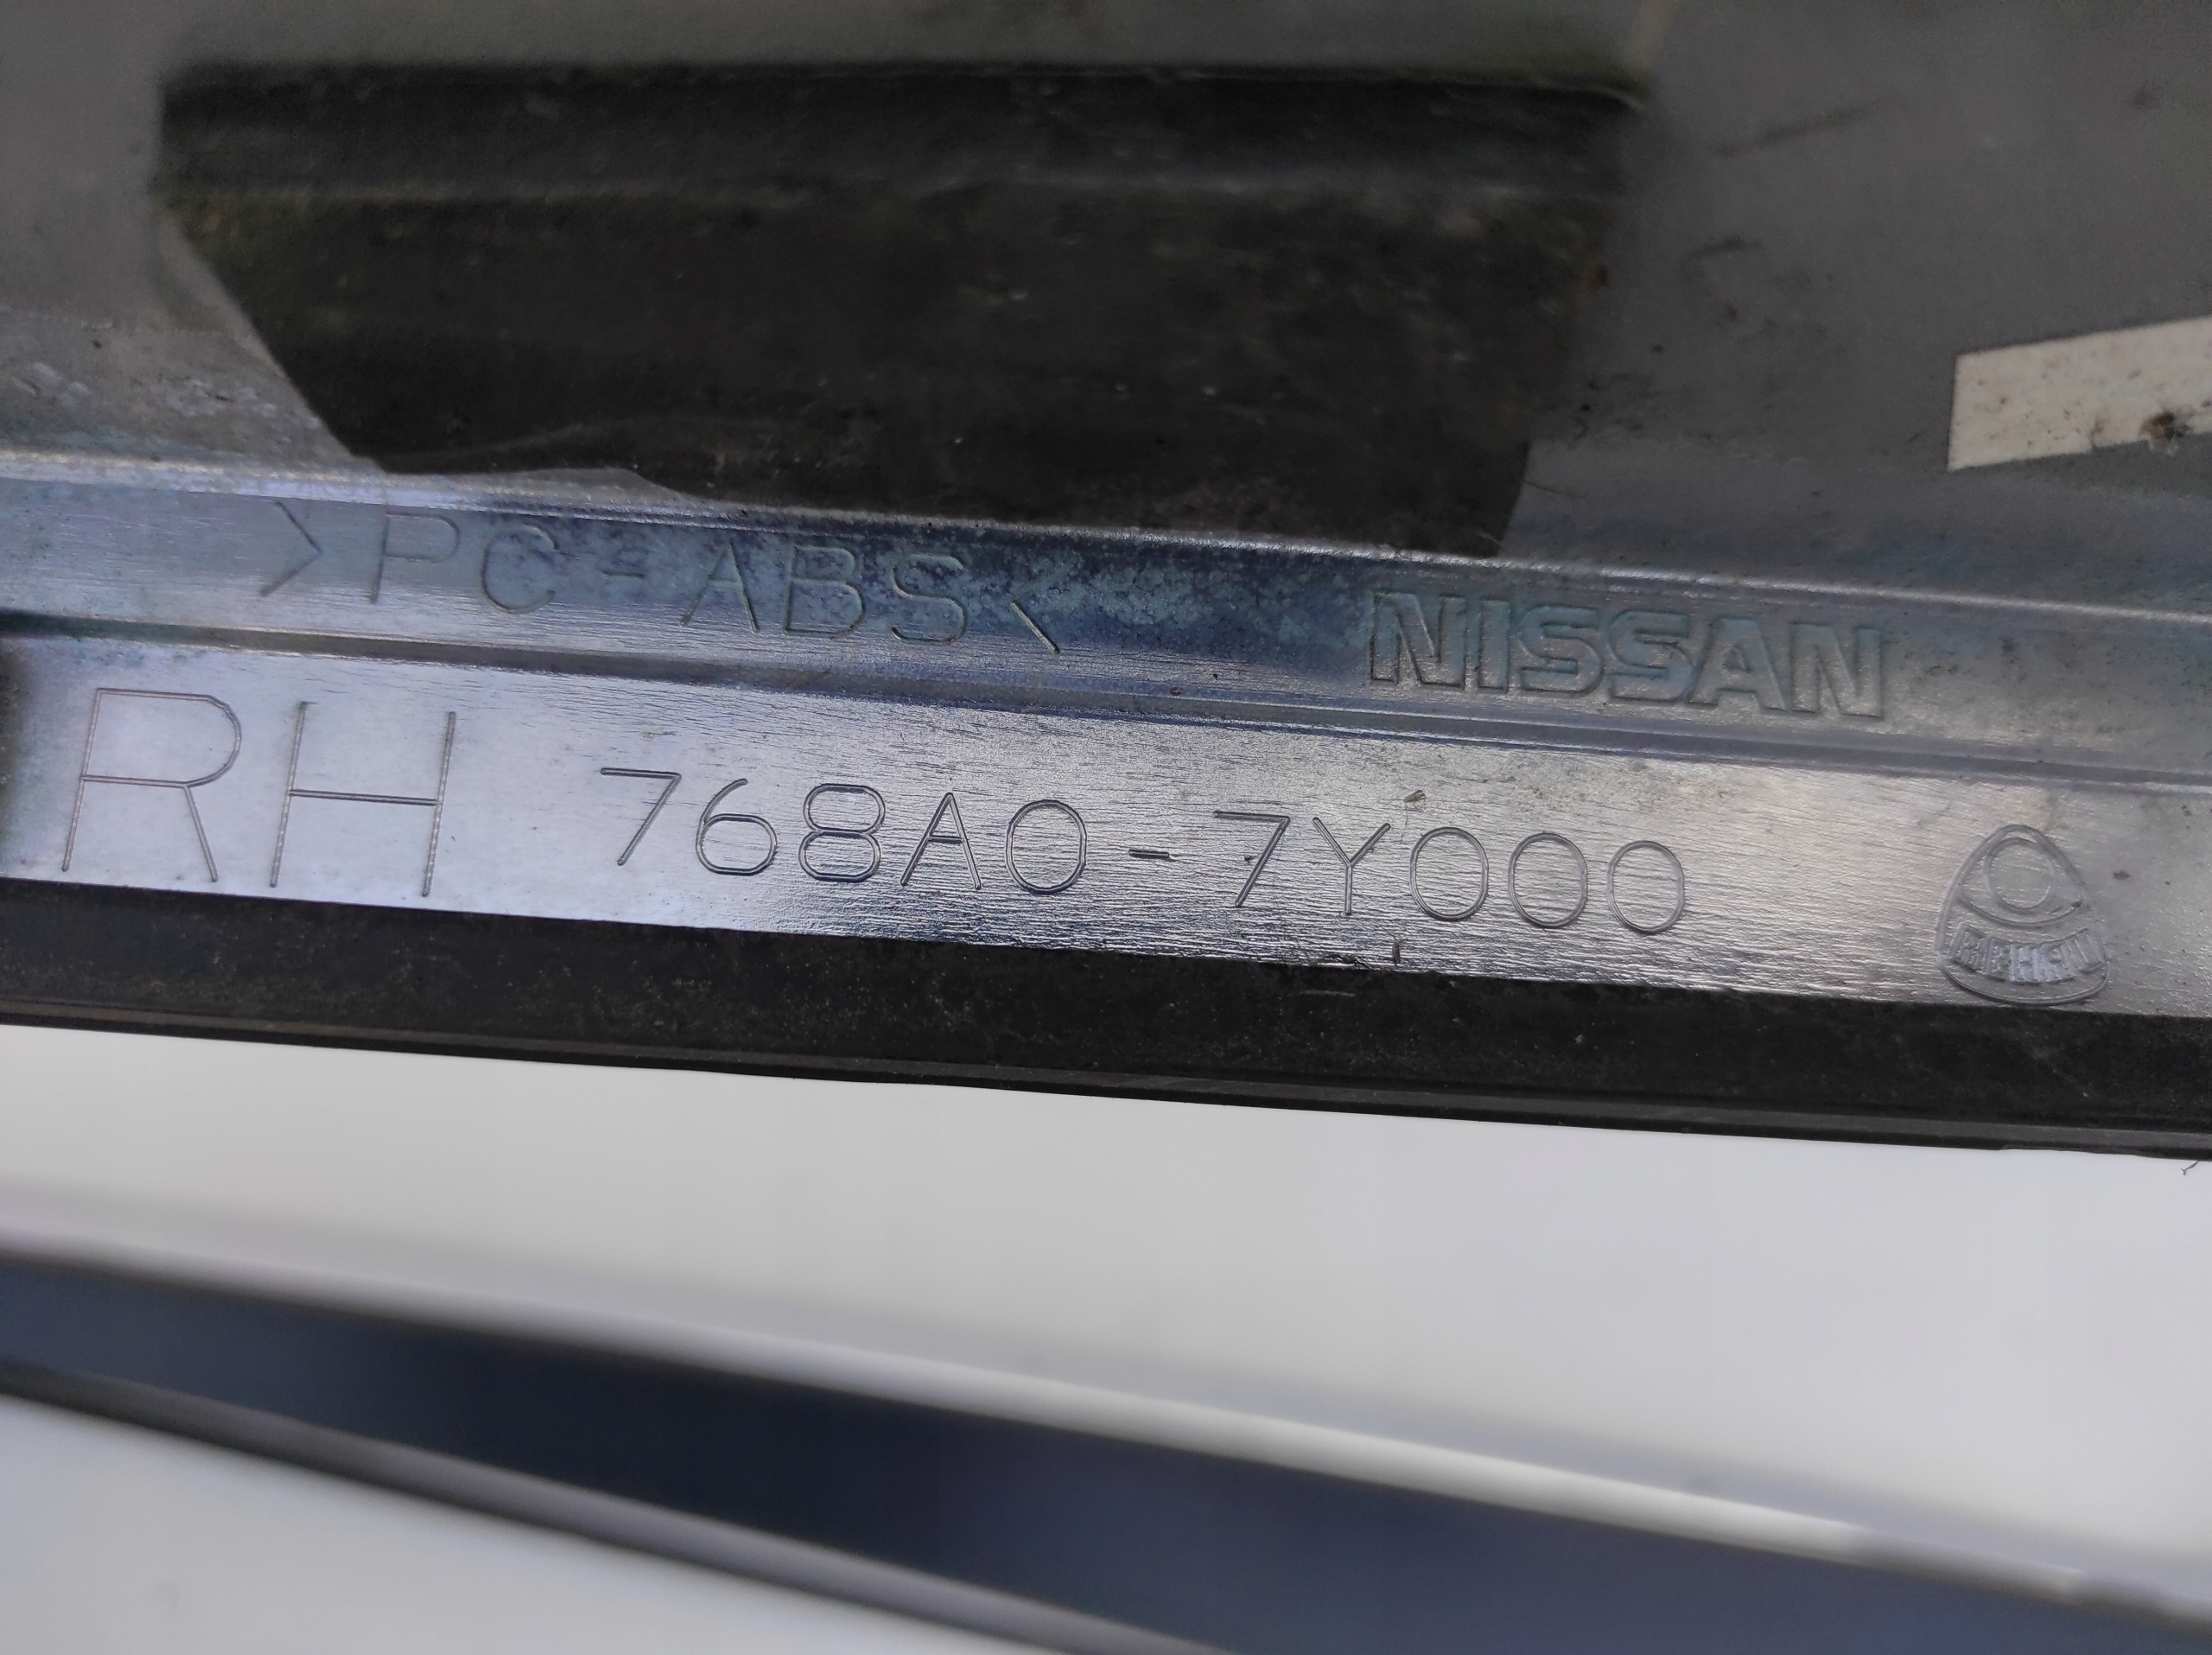 >PC-ABS<
NISSAN
RH 768A0-7Y000